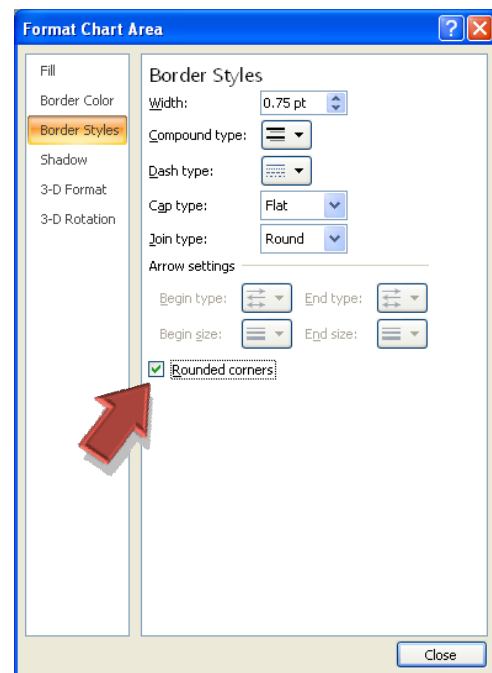 Format Chart Area
Fill
Border Color
Border Styles
Shadow
3-D Format
3-D Rotation
Border Styles
Width: 0.75 pt
Compound type:
Dash type:
Cap type: Flat
Join type: Round
Arrow settings
Begin type: End type:
Begin size: End size:
Rounded corners
Close